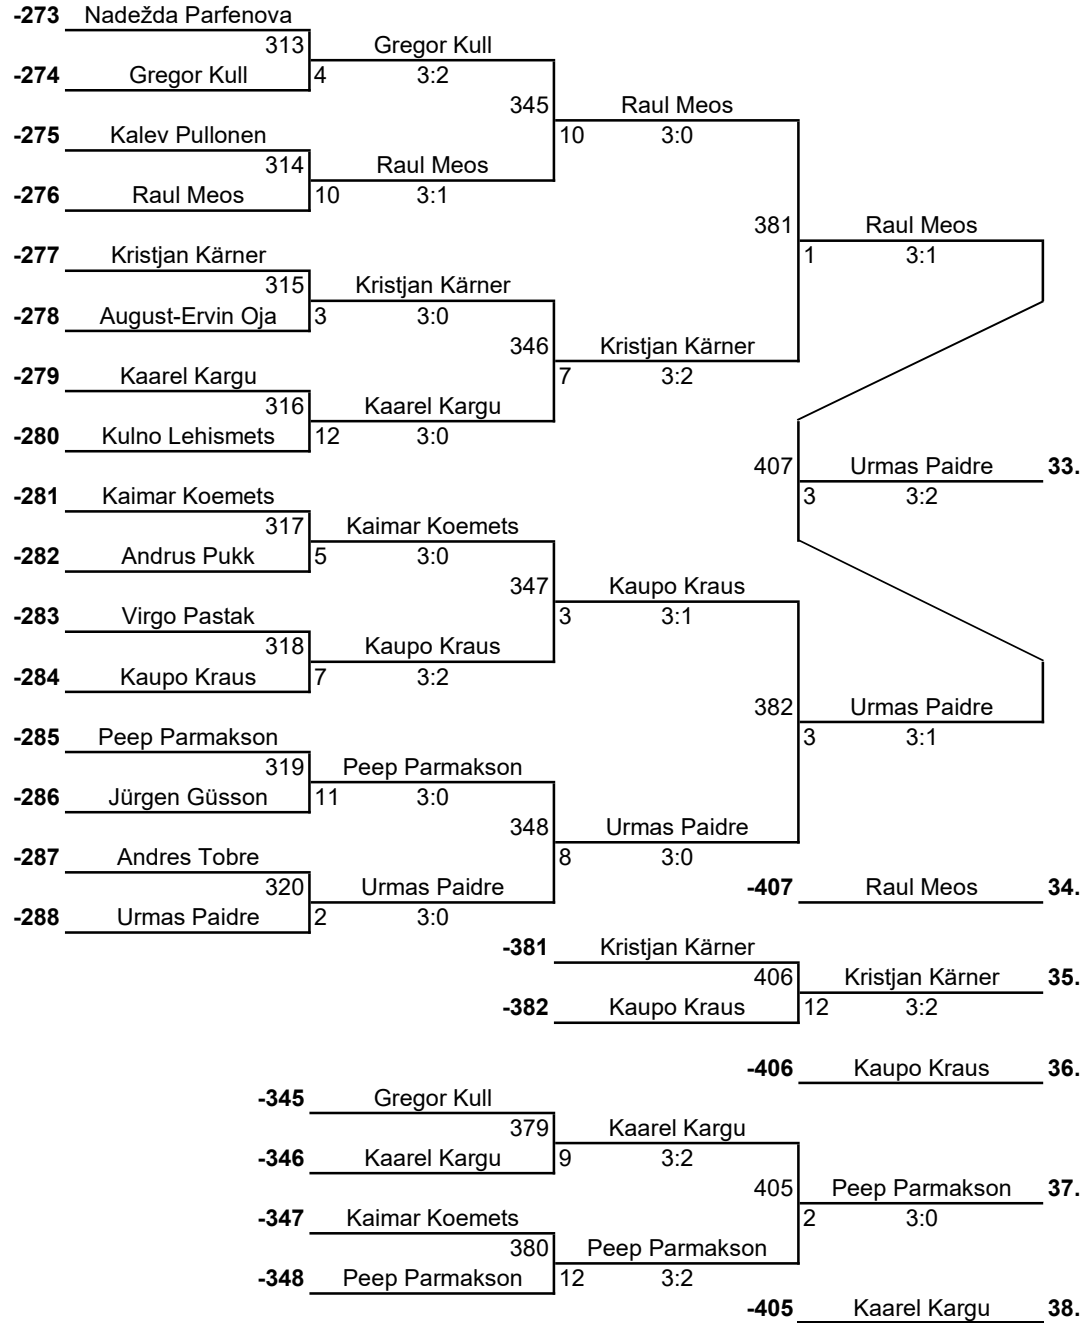 -273 Nadežda Parfenova
313 Gregor Kull
-274 Gregor Kull 4 3:2
345 Raul Meos
-275 Kalev Pullonen 10 3:0
314 Raul Meos
-276 Raul Meos 10 3:1
381 Raul Meos
-277 Kristjan Kärner 1 3:1
315 Kristjan Kärner
-278 August-Ervin Oja 3 3:0
346 Kristjan Kärner
-279 Kaarel Kargu 7 3:2
316 Kaarel Kargu
-280 Kulno Lehismets 12 3:0
407 Urmas Paidre 33.
-281 Kaimar Koemets 3 3:2
317 Kaimar Koemets
-282 Andrus Pukk 5 3:0
347 Kaupo Kraus
-283 Virgo Pastak 3 3:1
318 Kaupo Kraus
-284 Kaupo Kraus 7 3:2
382 Urmas Paidre
-285 Peep Parmakson 3 3:1
319 Peep Parmakson
-286 Jürgen Güsson 11 3:0
348 Urmas Paidre
-287 Andres Tobre 8 3:0
320 Urmas Paidre -407 Raul Meos 34.
-288 Urmas Paidre 2 3:0
-381 Kristjan Kärner
406 Kristjan Kärner 35.
-382 Kaupo Kraus 12 3:2
-406 Kaupo Kraus 36.
-345 Gregor Kull
379 Kaarel Kargu
-346 Kaarel Kargu 9 3:2
405 Peep Parmakson 37.
-347 Kaimar Koemets 2 3:0
380 Peep Parmakson
-348 Peep Parmakson 12 3:2
-405 Kaarel Kargu 38.